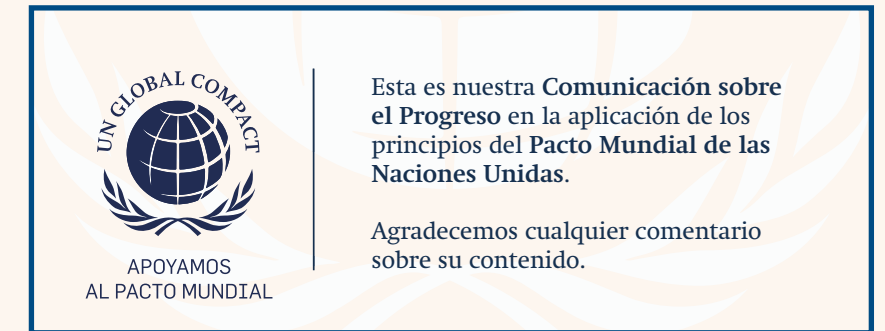 UN GLOBAL COMPACT
APOYAMOS
AL PACTO MUNDIAL
Esta es nuestra Comunicación sobre
el Progreso en la aplicación de los
principios del Pacto Mundial de las
Naciones Unidas.
Agradecemos cualquier comentario
sobre su contenido.